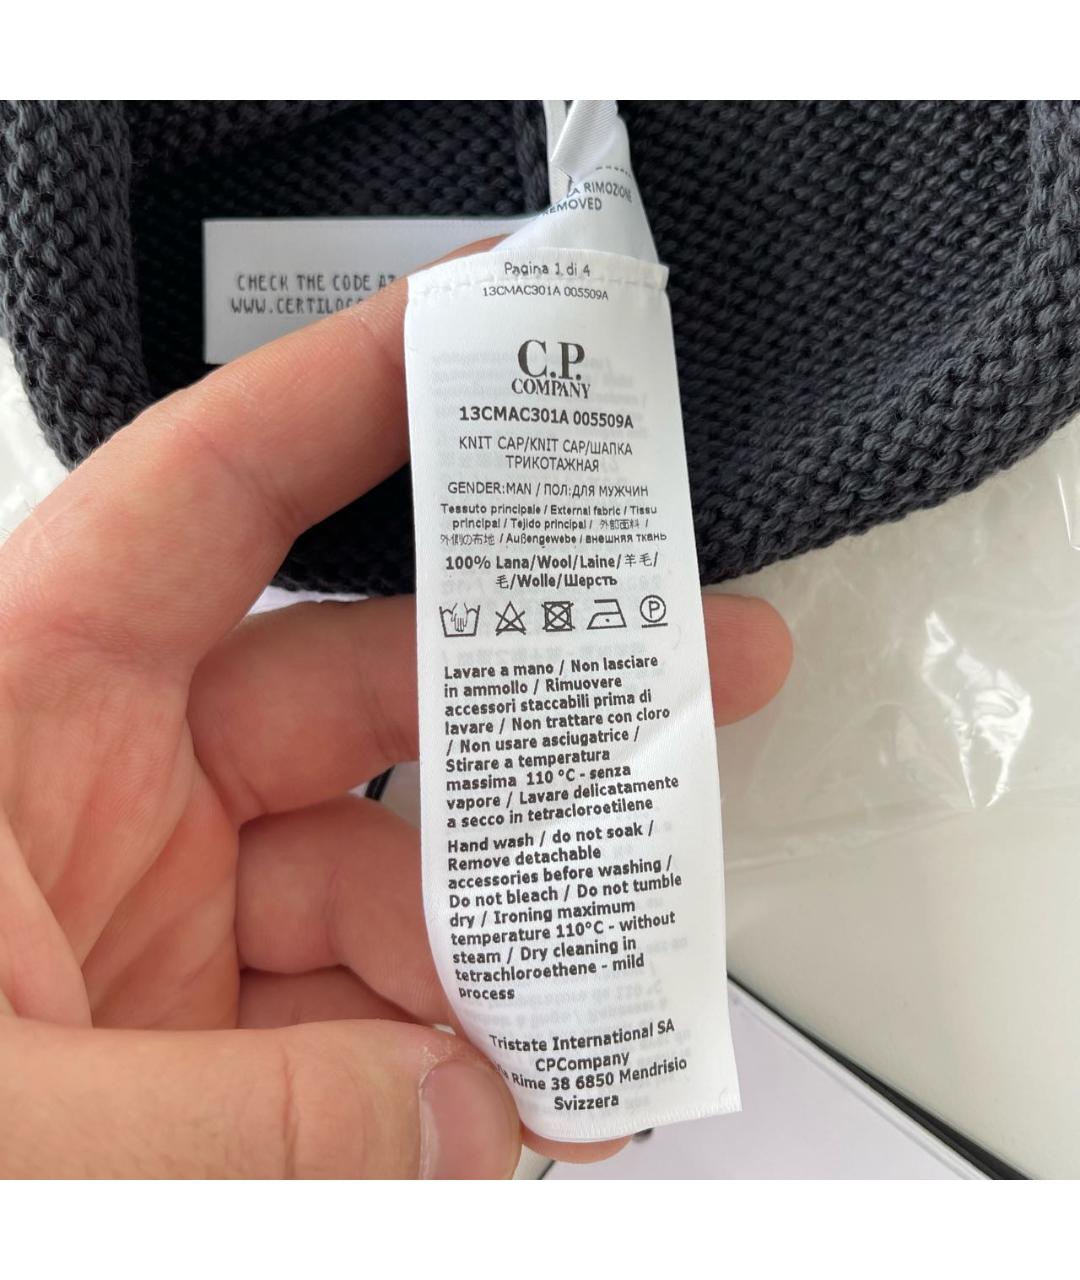 LA RIMOZIONE
REMOVED
CHECK THE CODE AT
Pagina 1 di 4
13CMAC301A 005509A
C.P.
COMPANY
13CMAC301A 005509A
KNIT CAP/KNIT CAP/ШАПКА
ТРИКОТАЖНАЯ
GENDER:MAN / ПОЛ:ДЛЯ МУЖЧИН
Tessuto principale / External fabric / Tissu
principal / Tejido principal / 外部面料 /
外側の布地 / Außengewebe / внешняя ткань
100% Lana/Wool/Laine/羊毛/
毛/Wolle/Шерсть
P
Lavare a mano / Non lasciare
in ammollo / Rimuovere
accessori staccabili prima di
lavare / Non trattare con cloro
/ Non usare asciugatrice /
Stirare a temperatura
massima 110 °C - senza
vapore / Lavare delicatamente
a secco in tetracloroetilene
Hand wash / do not soak /
Remove detachable
accessories before washing /
Do not bleach / Do not tumble
dry / Ironing maximum
temperature 110°C - without
steam / Dry cleaning in
tetrachloroethene - mild
process
Tristate International SA
CPCompany
Rime 38 6850 Mendrisio
Svizzera